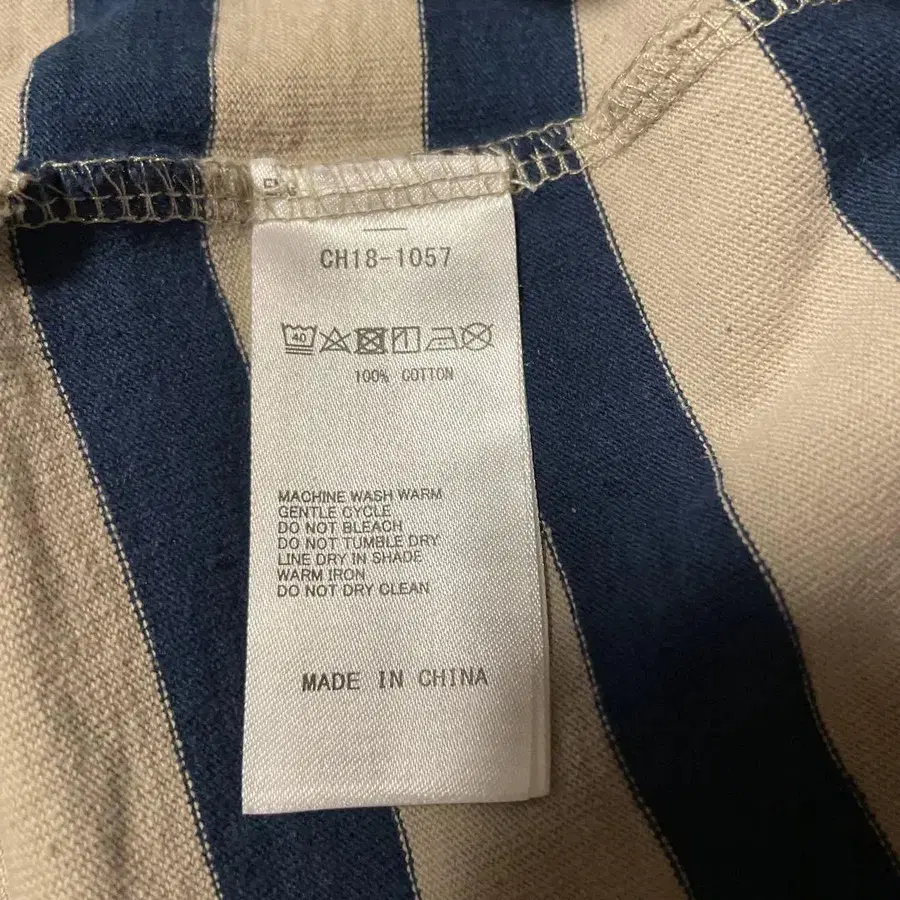 CH18-1057
40
100% COTTON
MACHINE WASH WARM
GENTLE CYCLE
DO NOT BLEACH
DO NOT TUMBLE DRY
LINE DRY IN SHADE
WARM IRON
DO NOT DRY CLEAN
MADE IN CHINA